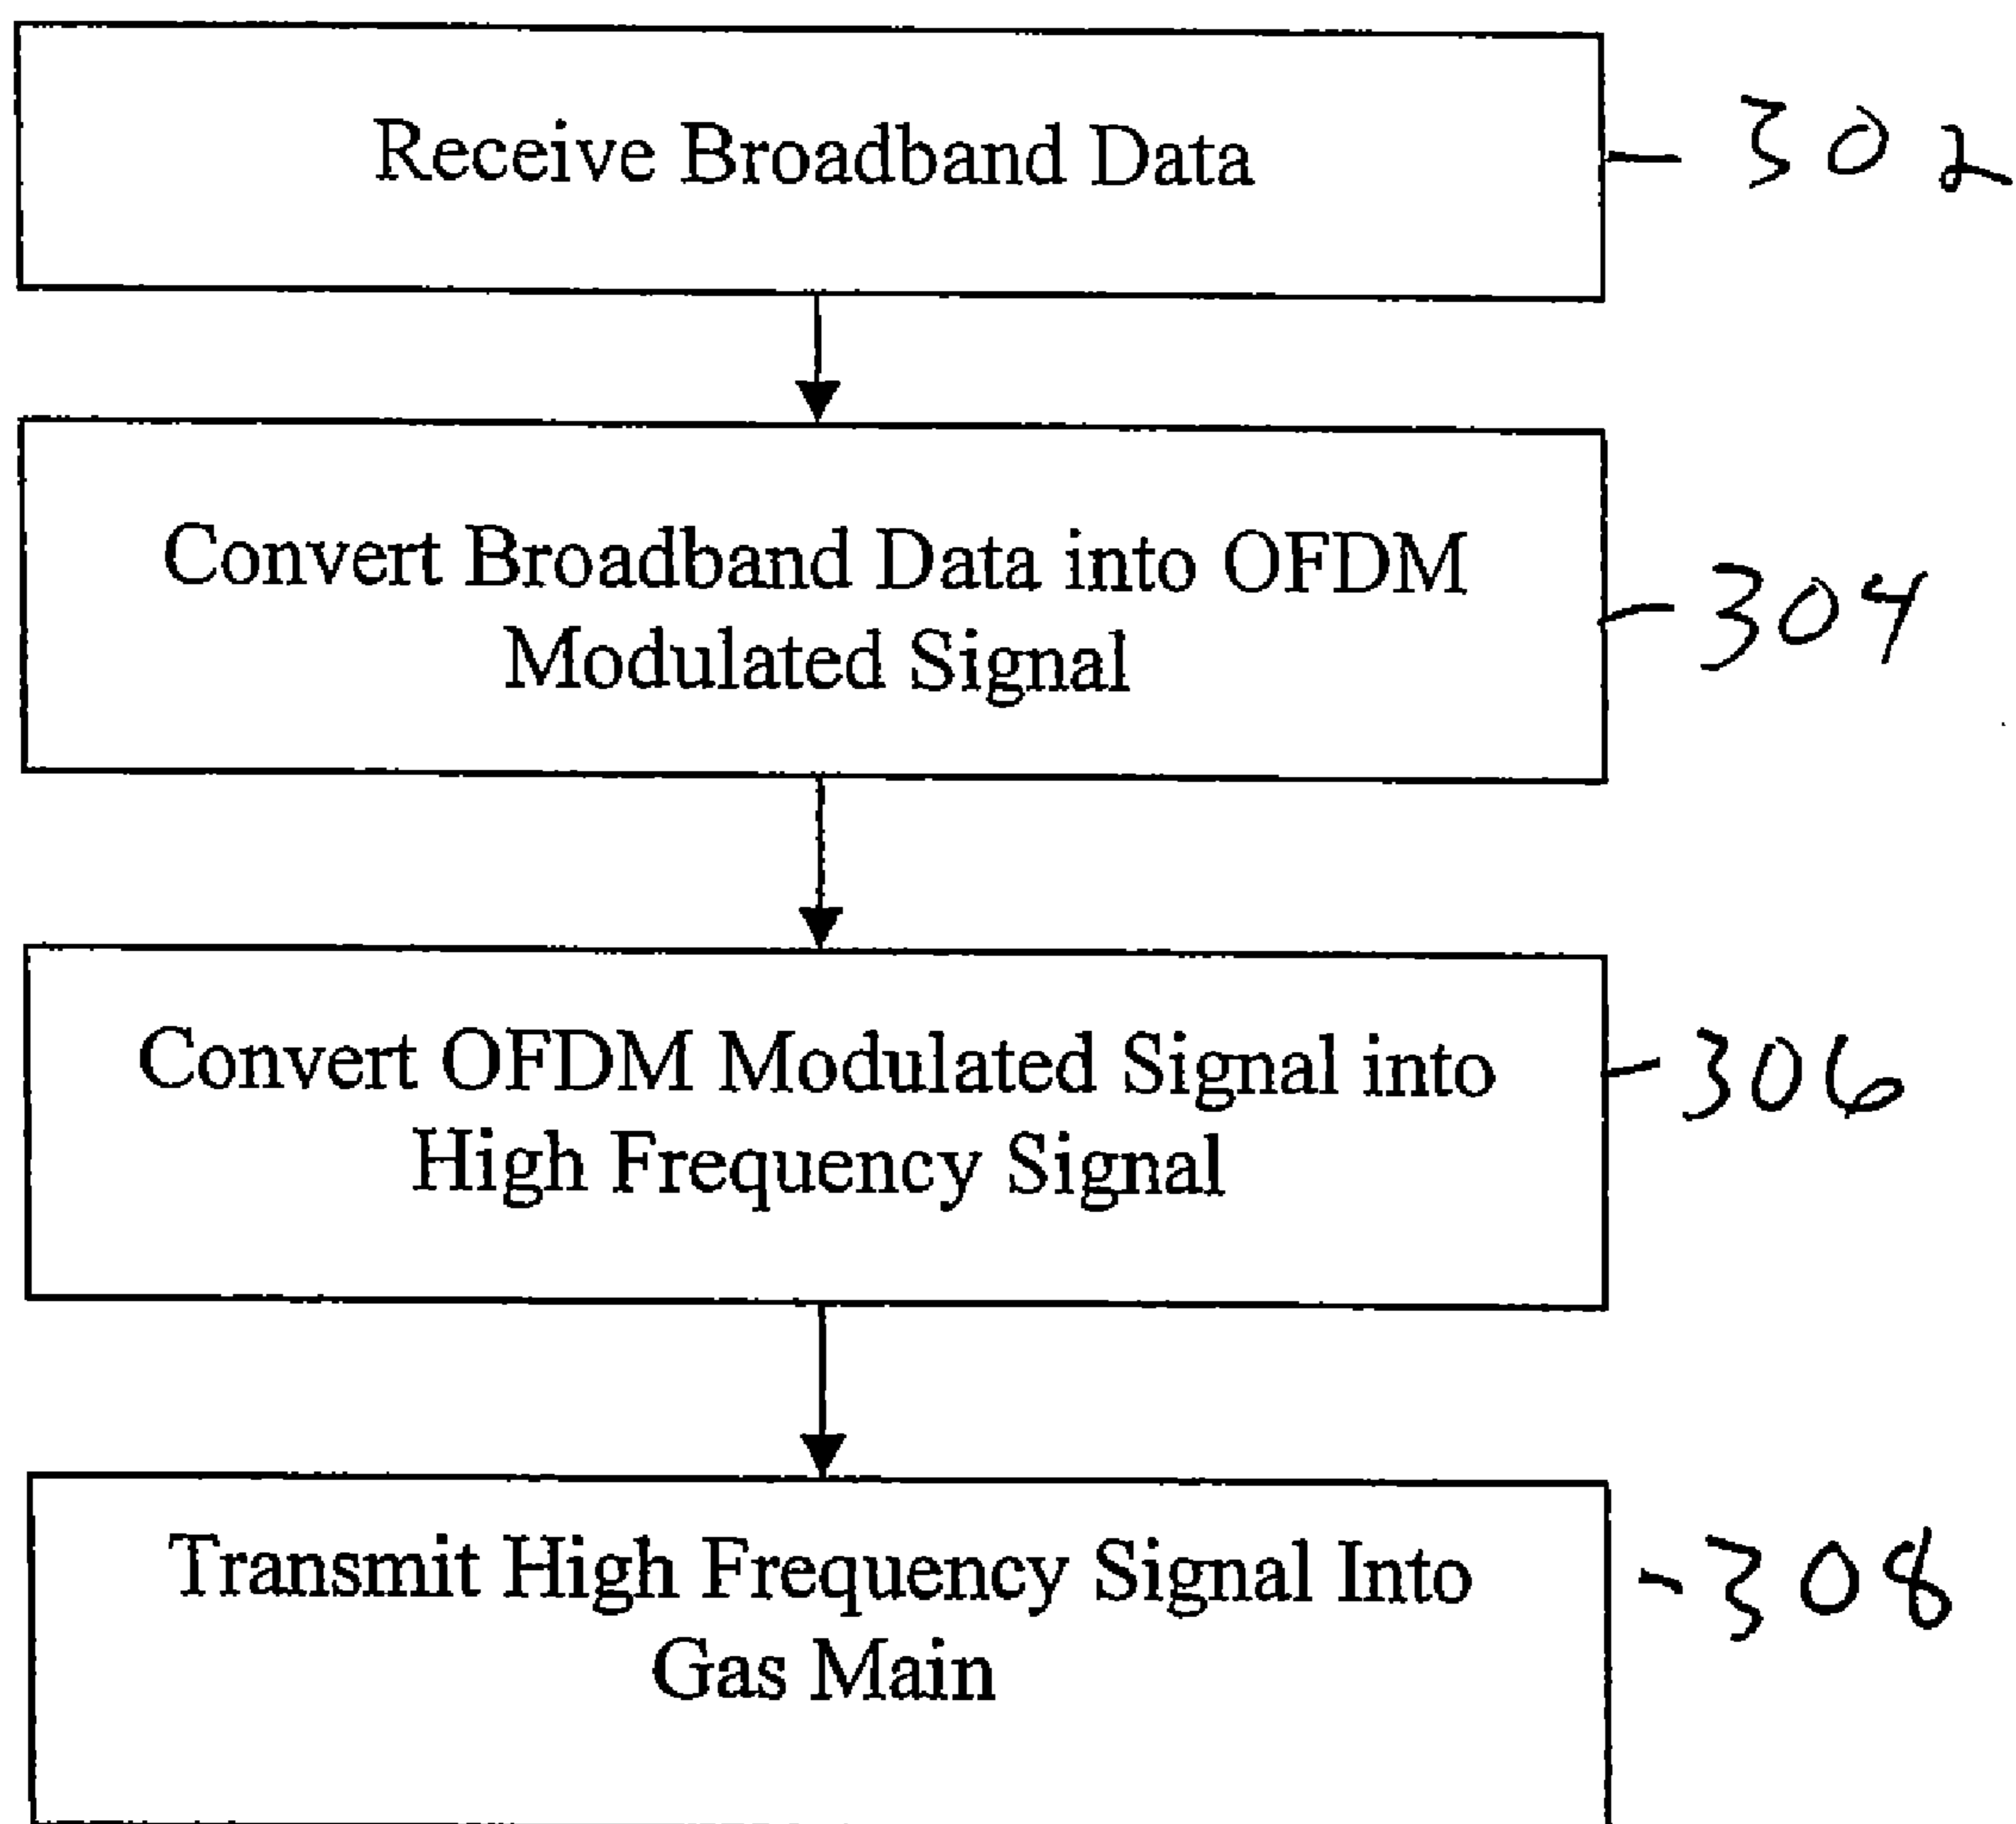 Receive Broadband Data
302
Convert Broadband Data into OFDM
Modulated Signal
304
Convert OFDM Modulated Signal into
High Frequency Signal
306
Transmit High Frequency Signal Into
Gas Main
308